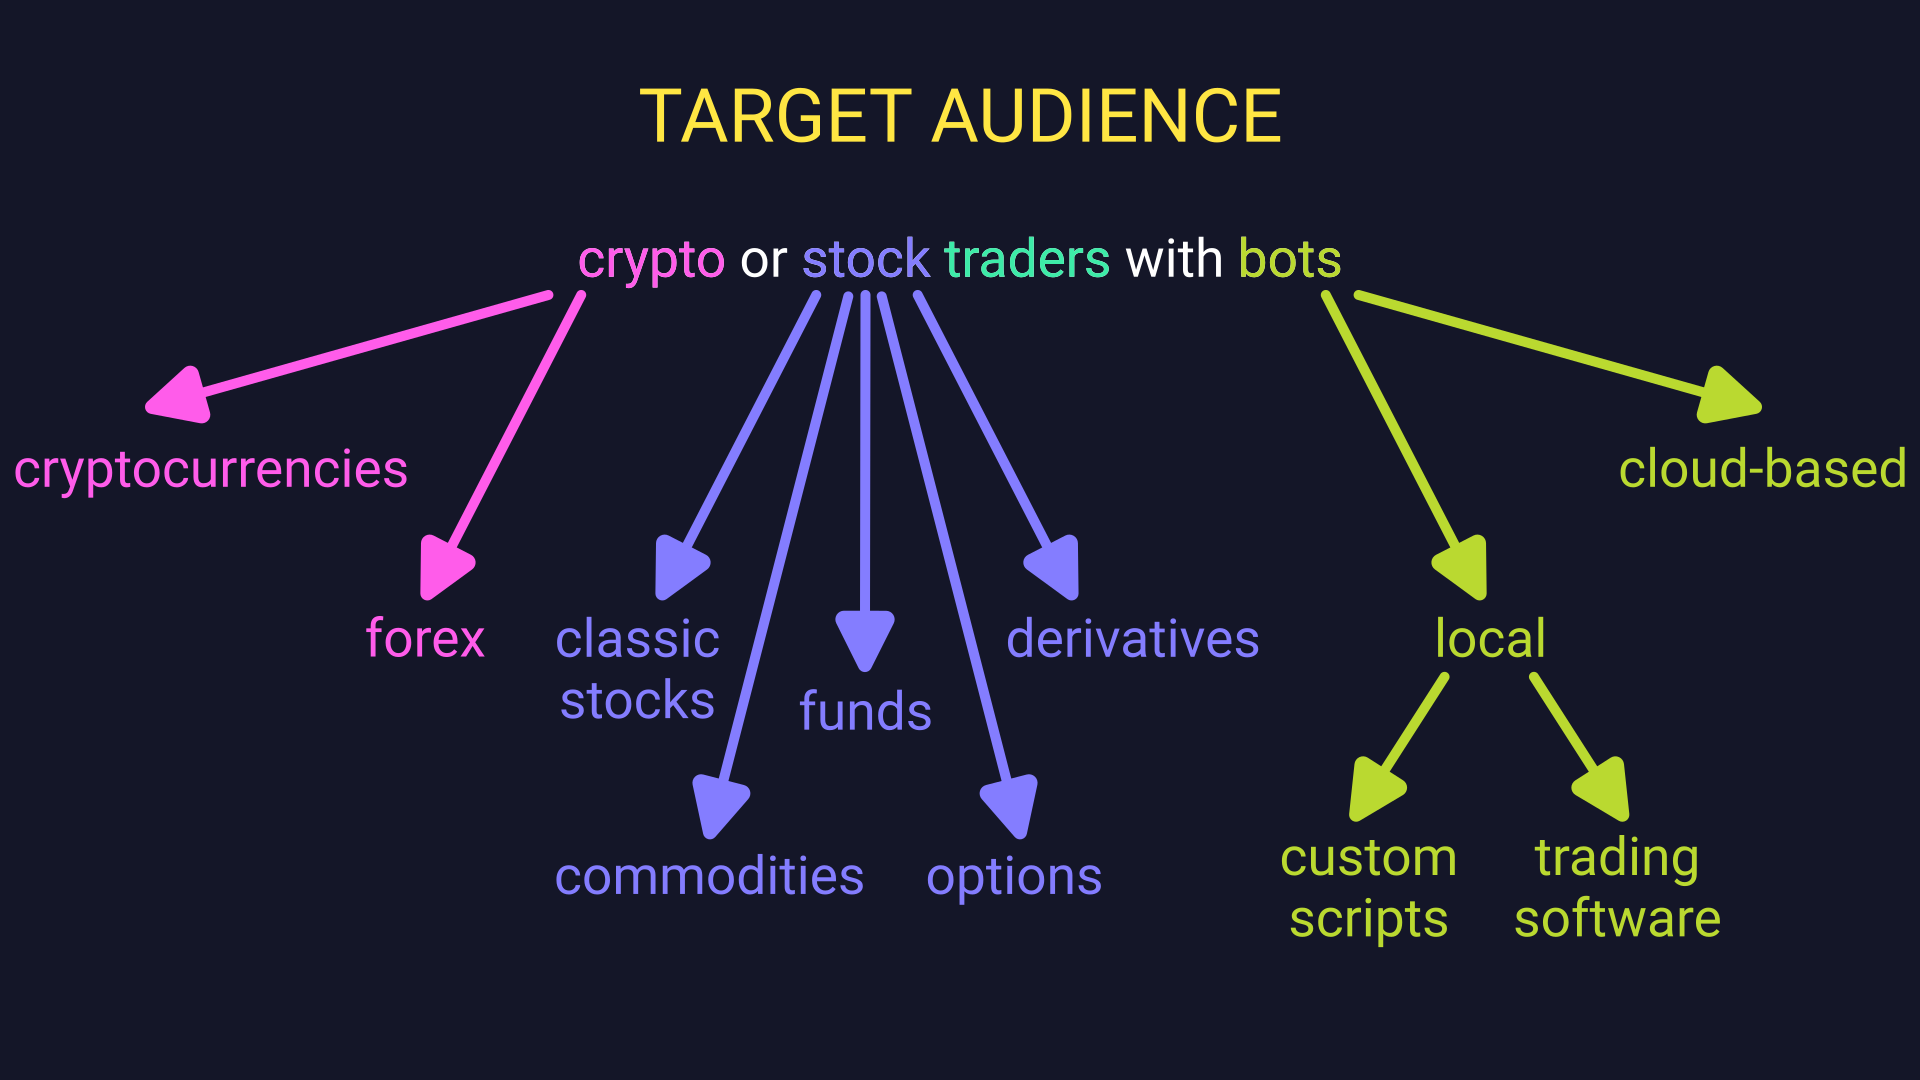 TARGET AUDIENCE
crypto or stock traders with bots
cryptocurrencies
cloud-based
forex
classic
stocks
funds
derivatives
local
commodities
options
custom
scripts
trading
software